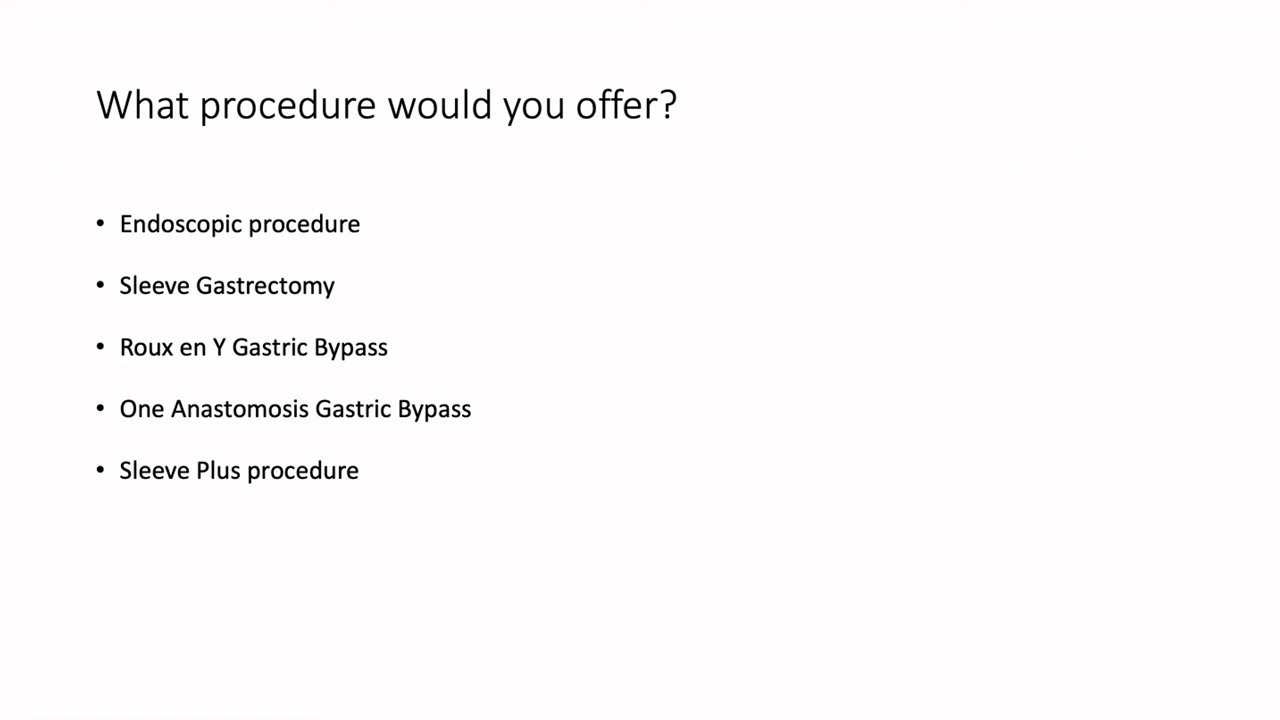 What procedure would you offer?
• Endoscopic procedure
• Sleeve Gastrectomy
• Roux en Y Gastric Bypass
• One Anastomosis Gastric Bypass
• Sleeve Plus procedure